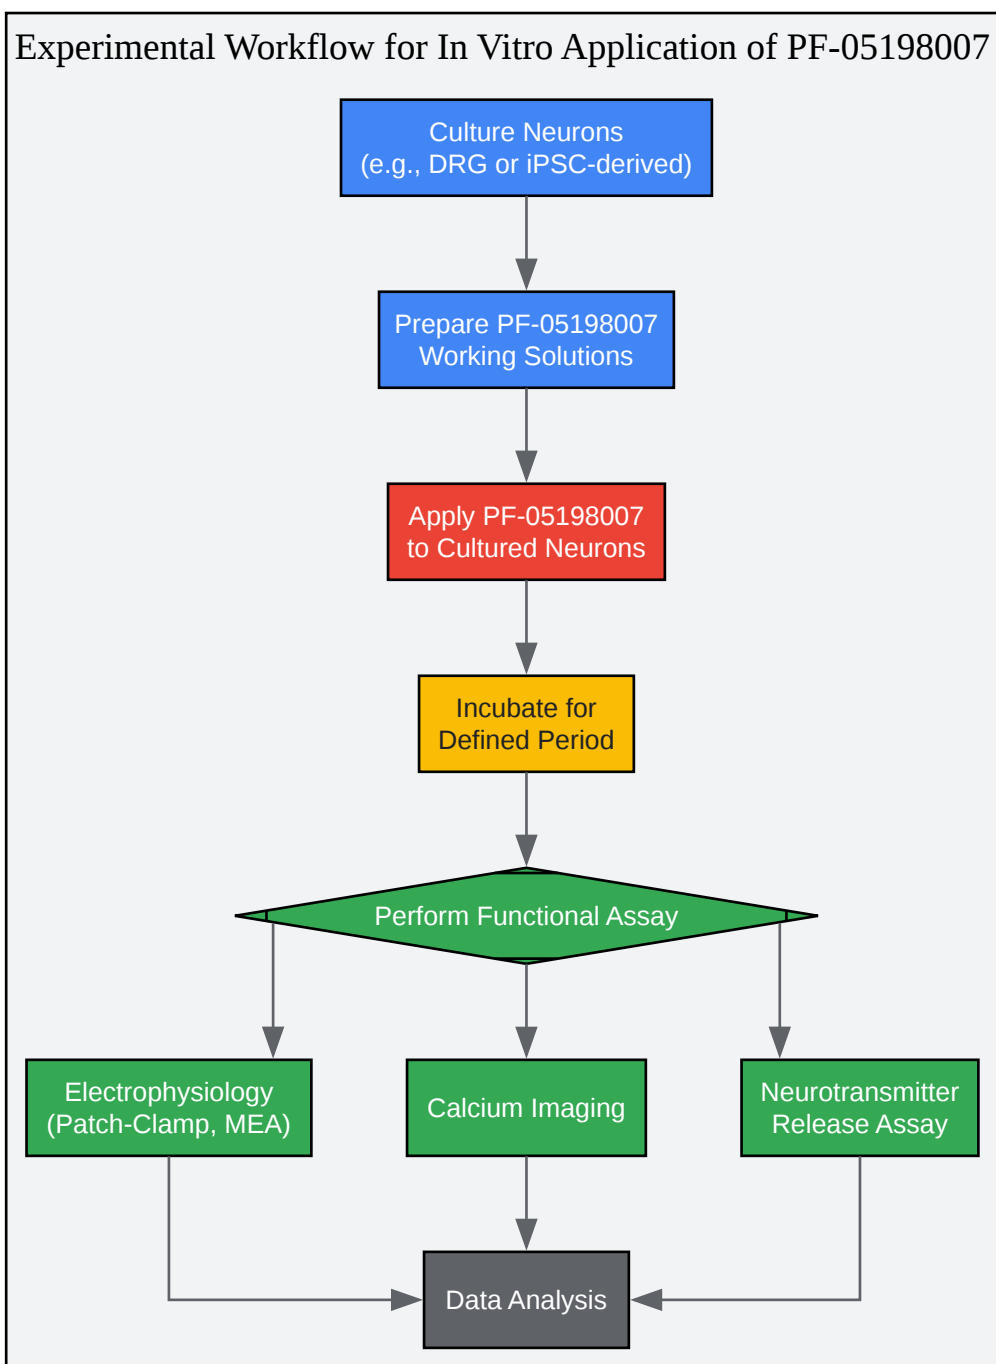 Experimental Workflow for In Vitro Application of PF-05198007
Culture Neurons
(e.g., DRG or iPSC-derived)
Prepare PF-05198007
Working Solutions
Apply PF-05198007
to Cultured Neurons
Incubate for
Defined Period
Perform Functional Assay
Electrophysiology
(Patch-Clamp, MEA)
Calcium Imaging
Neurotransmitter
Release Assay
Data Analysis